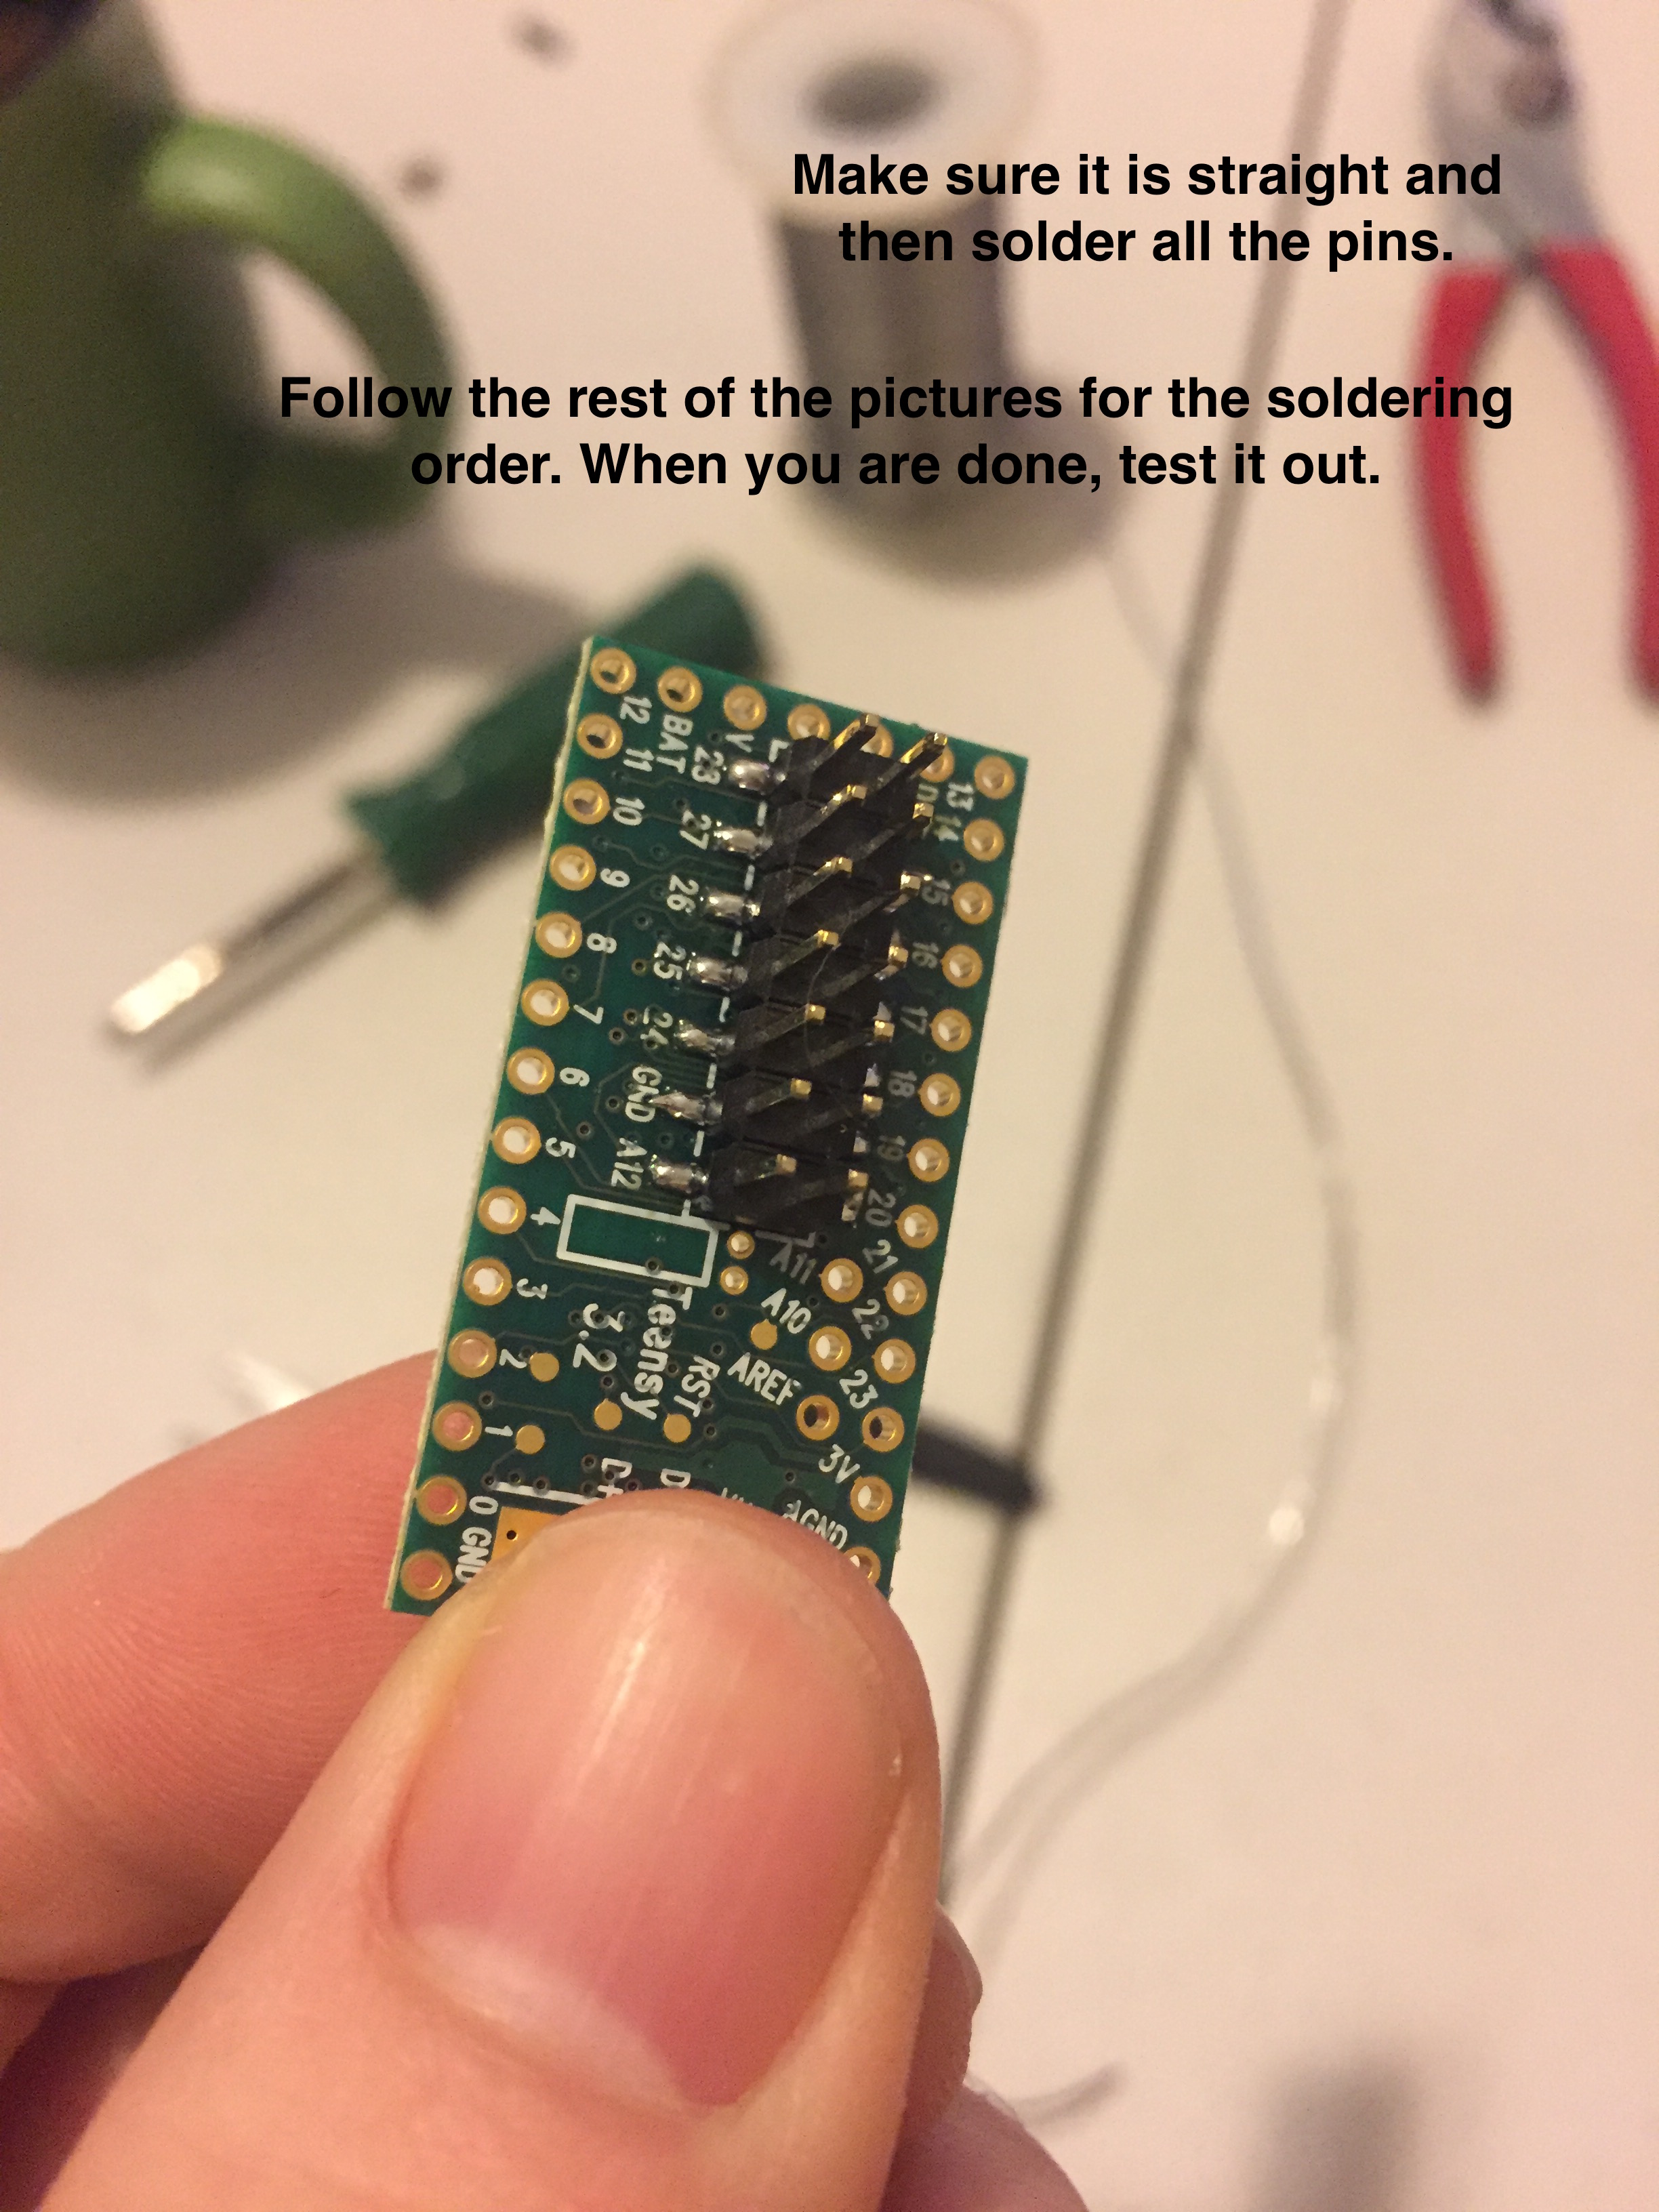 Make sure it is straight and
then solder all the pins.
Follow the rest of the pictures for the soldering
order. When you are done, test it out.
12
BAT
13
11
23
14
10
27
15
9
26
16
8
25
17
7
24
18
6
GND
19
5
A12
20
4
A11
21
3
A10
22
Teensy
3.2
AREF
23
2
RST
3V
1
D+
AGND
0
GND